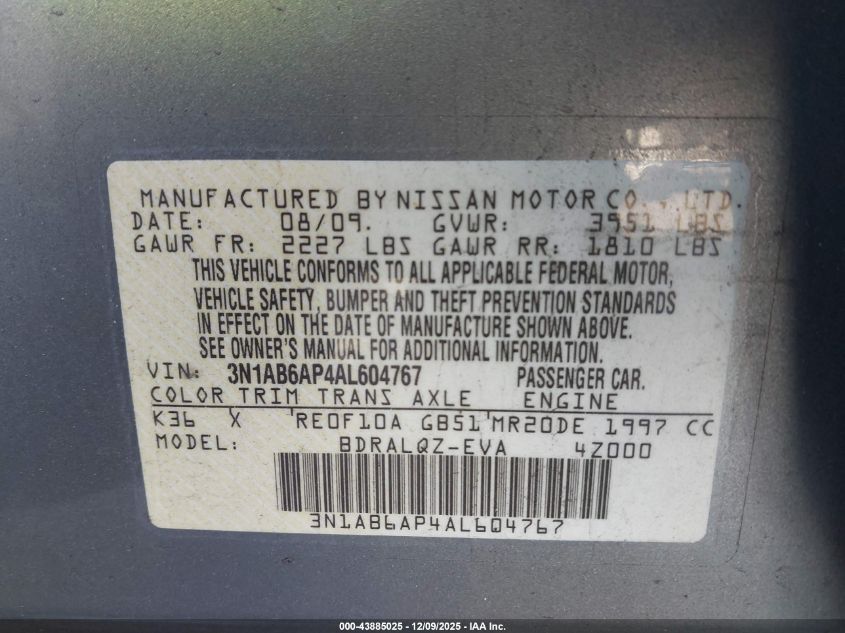 MANUFACTURED BY NISSAN MOTOR CO., LTD.
DATE: 08/09. GVWR: 3951 LBS
GAWR FR: 2227 LBS GAWR RR: 1810 LBS
THIS VEHICLE CONFORMS TO ALL APPLICABLE FEDERAL MOTOR,
VEHICLE SAFETY, BUMPER AND THEFT PREVENTION STANDARDS
IN EFFECT ON THE DATE OF MANUFACTURE SHOWN ABOVE.
SEE OWNER'S MANUAL FOR ADDITIONAL INFORMATION.
VIN: 3N1AB6AP4AL604767 PASSENGER CAR.
COLOR TRIM TRANS AXLE ENGINE
K36 X RE0F10A GB51 MR20DE 1997 CC
MODEL: BDRALQZ-EVA 4Z000
3N1AB6AP4AL604767
000-43885025 - 12/09/2025 - IAA Inc.